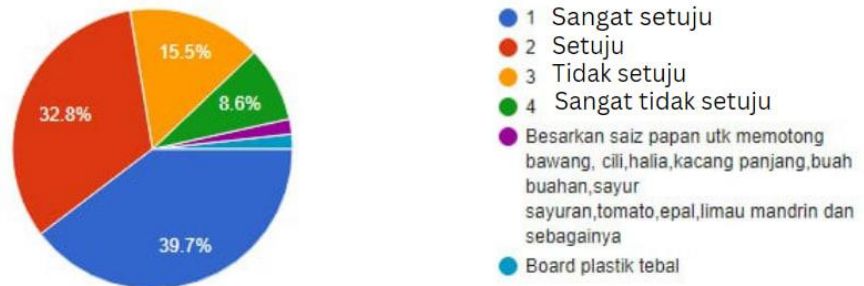 15.5%
8.6%
32.8%
39.7%
1 Sangat setuju
2 Setuju
3 Tidak setuju
4 Sangat tidak setuju
Besarkan saiz papan utk memotong
bawang, cili,halia,kacang panjang,buah
buahan,sayur
sayuran,tomato,epal,limau mandrin dan
sebagainya
Board plastik tebal